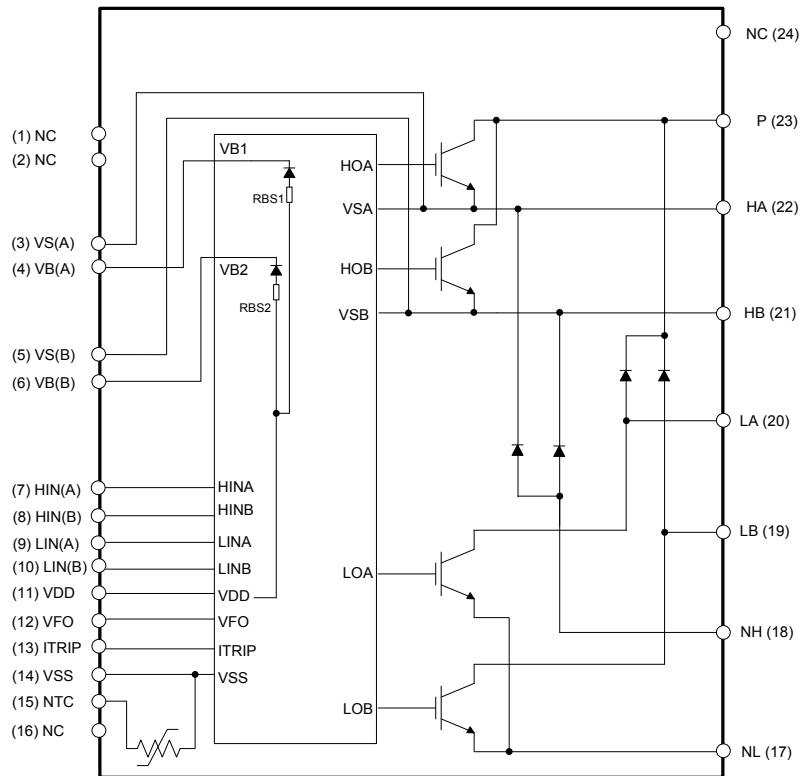 NC (24)
(1) NC
(2) NC
(3) VS(A)
(4) VB(A)
(5) VS(B)
(6) VB(B)
(7) HIN(A)
(8) HIN(B)
(9) LIN(A)
(10) LIN(B)
(11) VDD
(12) VFO
(13) ITRIP
(14) VSS
(15) NTC
(16) NC
VB1
RBS1
VB2
RBS2
HINA
HINB
LINA
LINB
VDD
VFO
ITRIP
VSS
HOA
VSA
HOB
VSB
LOA
LOB
P (23)
HA (22)
HB (21)
LA (20)
LB (19)
NH (18)
NL (17)